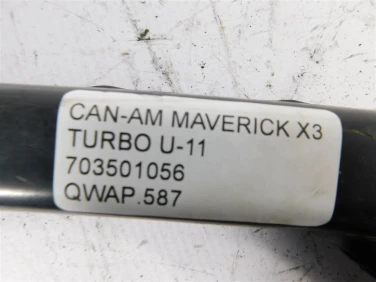 CAN-AM MAVERICK X3
TURBO U-11
703501056
QWAP.587